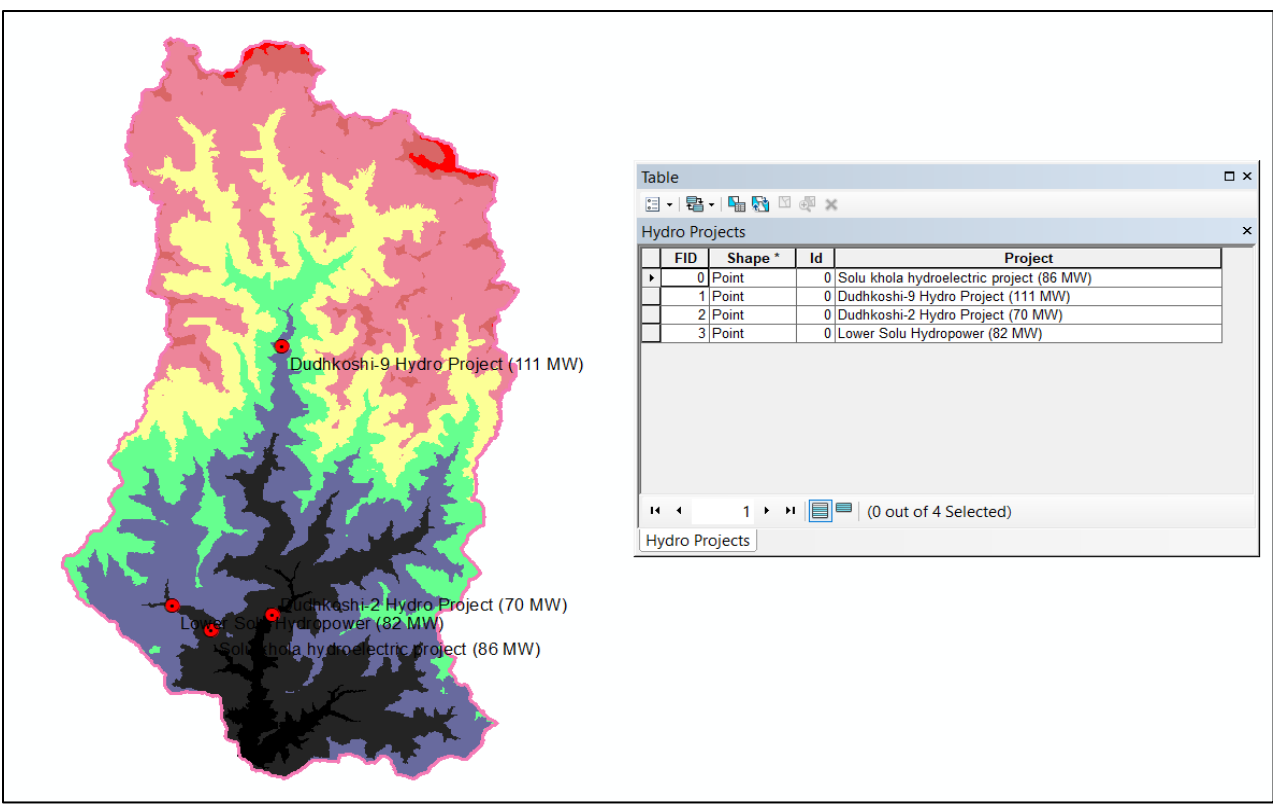 Dudhkoshi-9 Hydro Project (111 MW)
Dudhkoshi-2 Hydro Project (70 MW)
Lower Solu Hydropower (82 MW)
Solu khola hydroelectric project (86 MW)
Table
Hydro Projects
FID Shape * Id Project
0 Point 0 Solu khola hydroelectric project (86 MW)
1 Point 0 Dudhkoshi-9 Hydro Project (111 MW)
2 Point 0 Dudhkoshi-2 Hydro Project (70 MW)
3 Point 0 Lower Solu Hydropower (82 MW)
1 (0 out of 4 Selected)
Hydro Projects